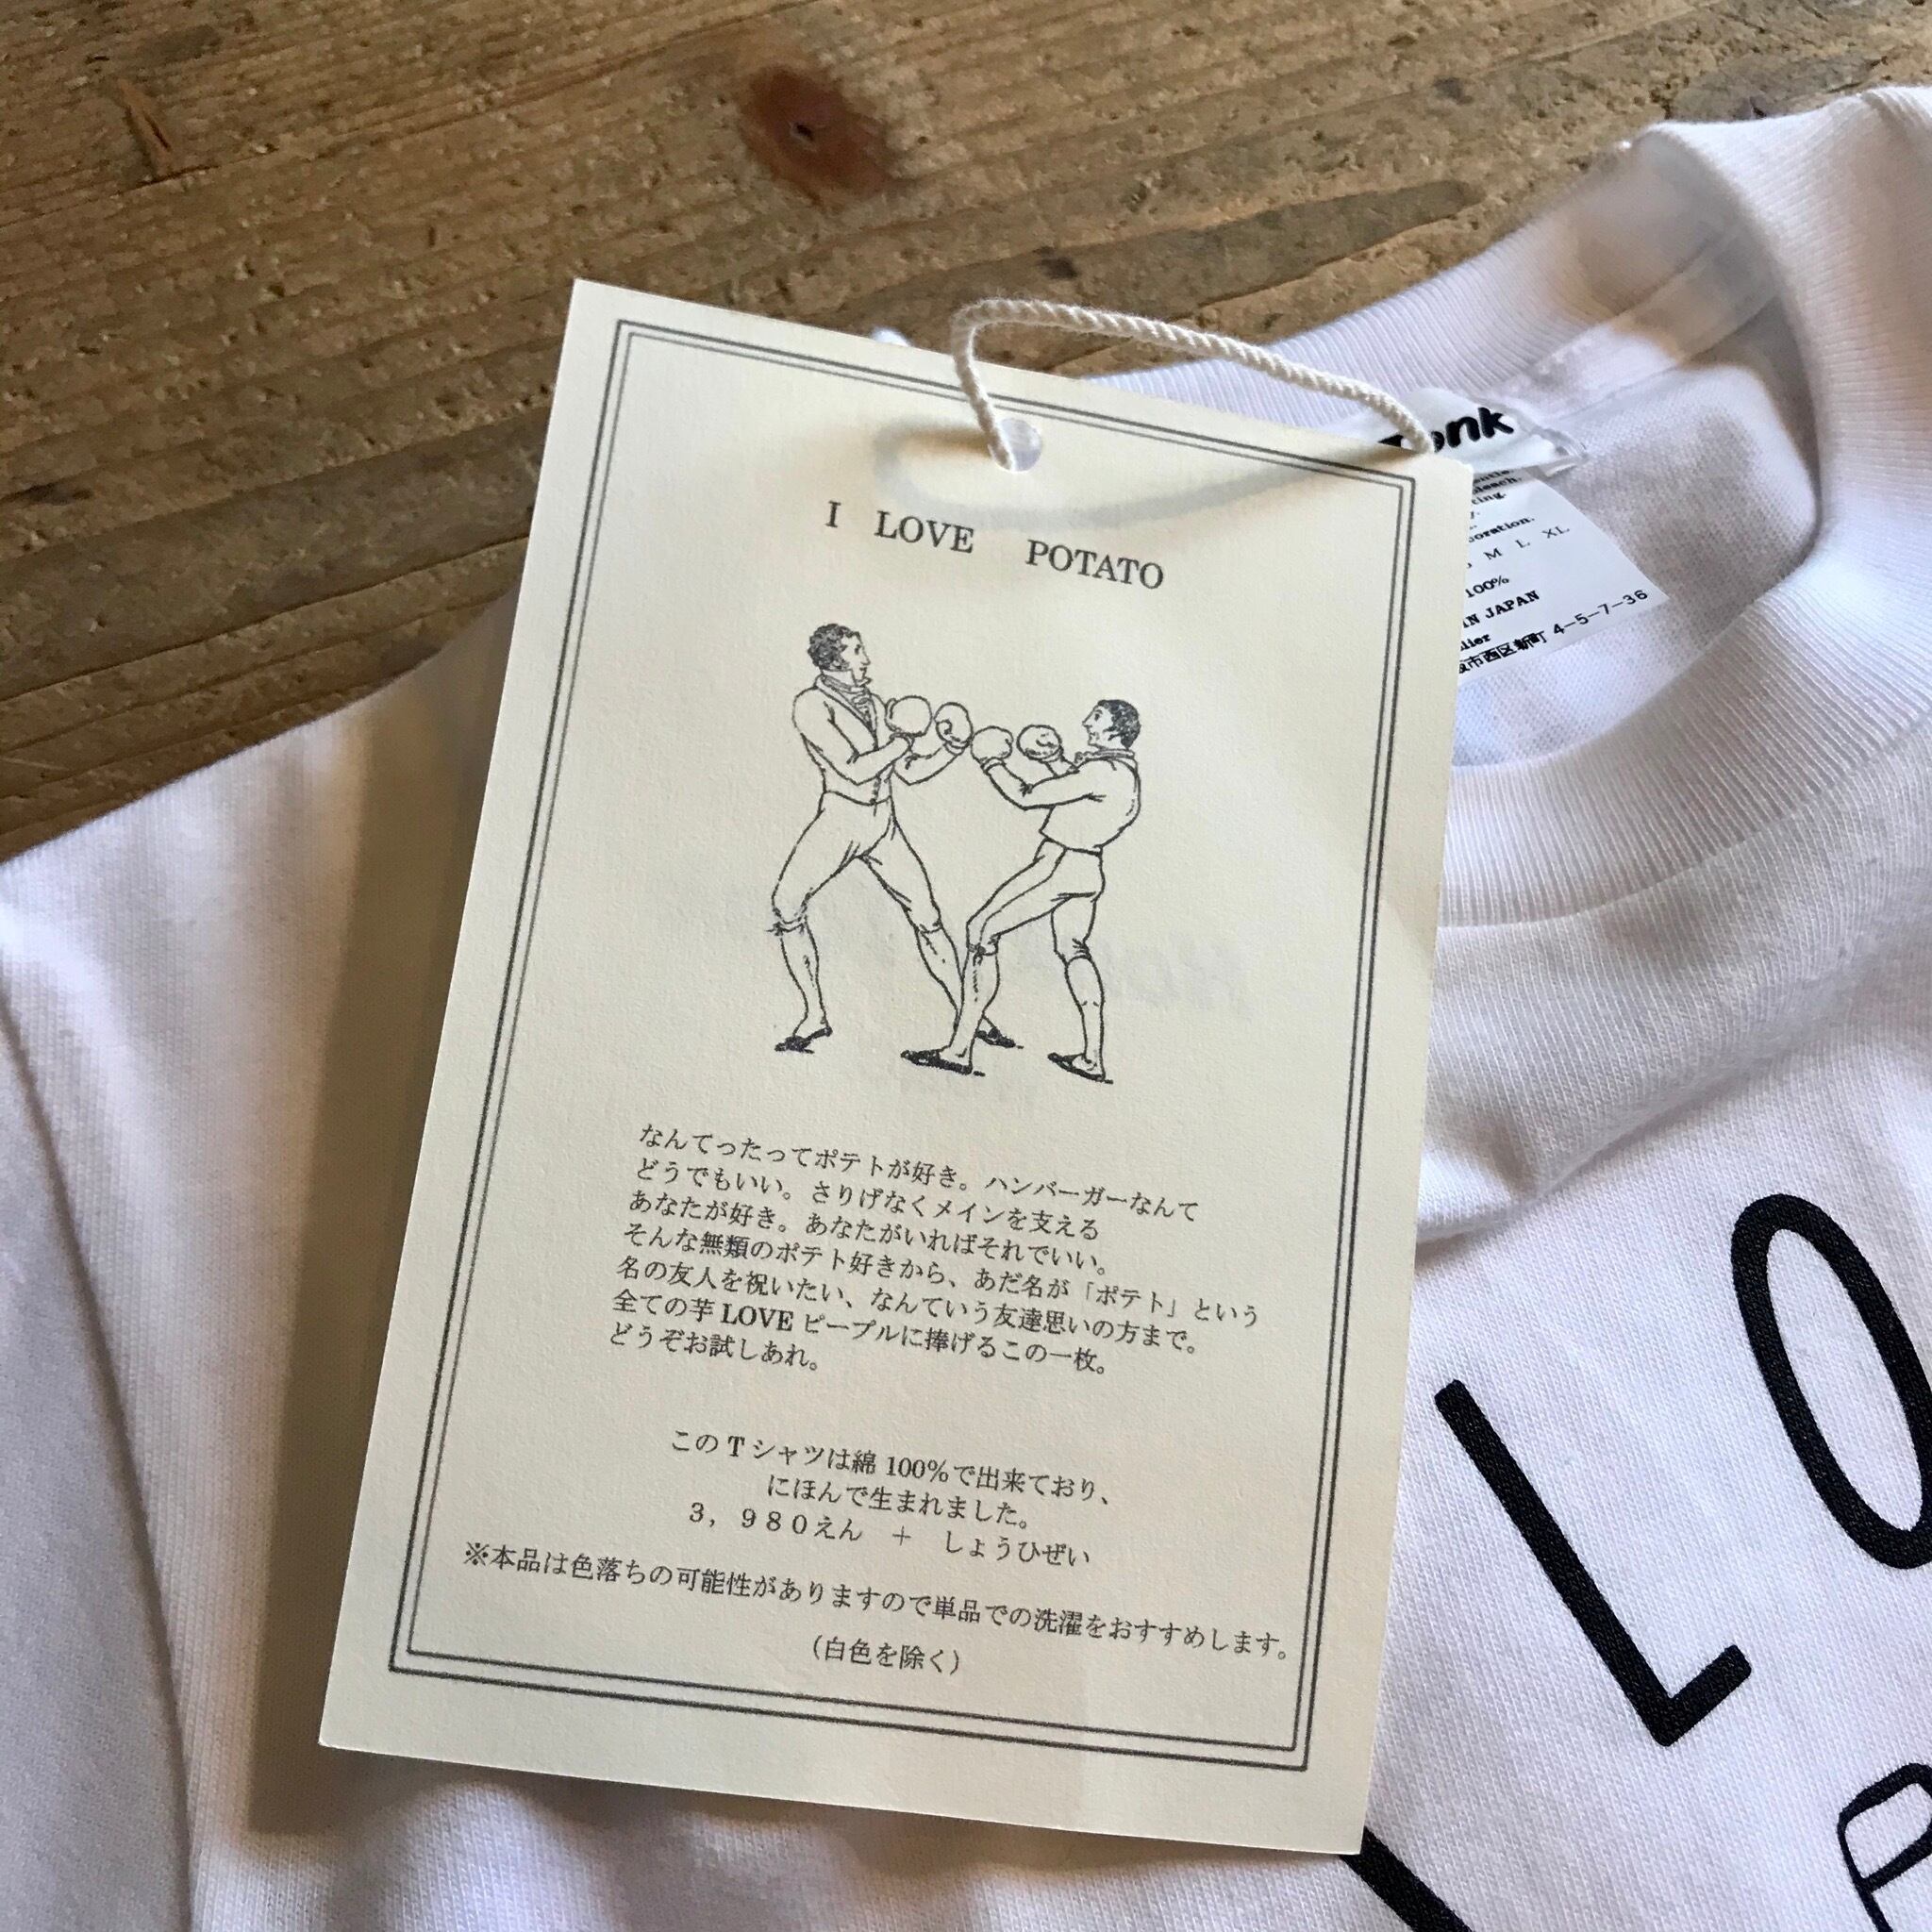 I LOVE POTATO
なんてったってポテトが好き。ハンバーガーなんて
どうでもいい。さりげなくメインを支える
あなたが好き。あなたがいればそれでいい。
そんな無類のポテト好きから、あだ名が「ポテト」という
名の友人を祝いたい、なんていう友達思いの方まで。
全ての芋LOVEピープルに捧げるこの一枚。
どうぞお試しあれ。
このTシャツは綿100%で出来ており、
にほんで生まれました。
3，980えん ＋ しょうひぜい
※本品は色落ちの可能性がありますので単品での洗濯をおすすめします。
（白色を除く）
M L XL
100%
IN JAPAN
市西区新町 4-5-7-36
LO